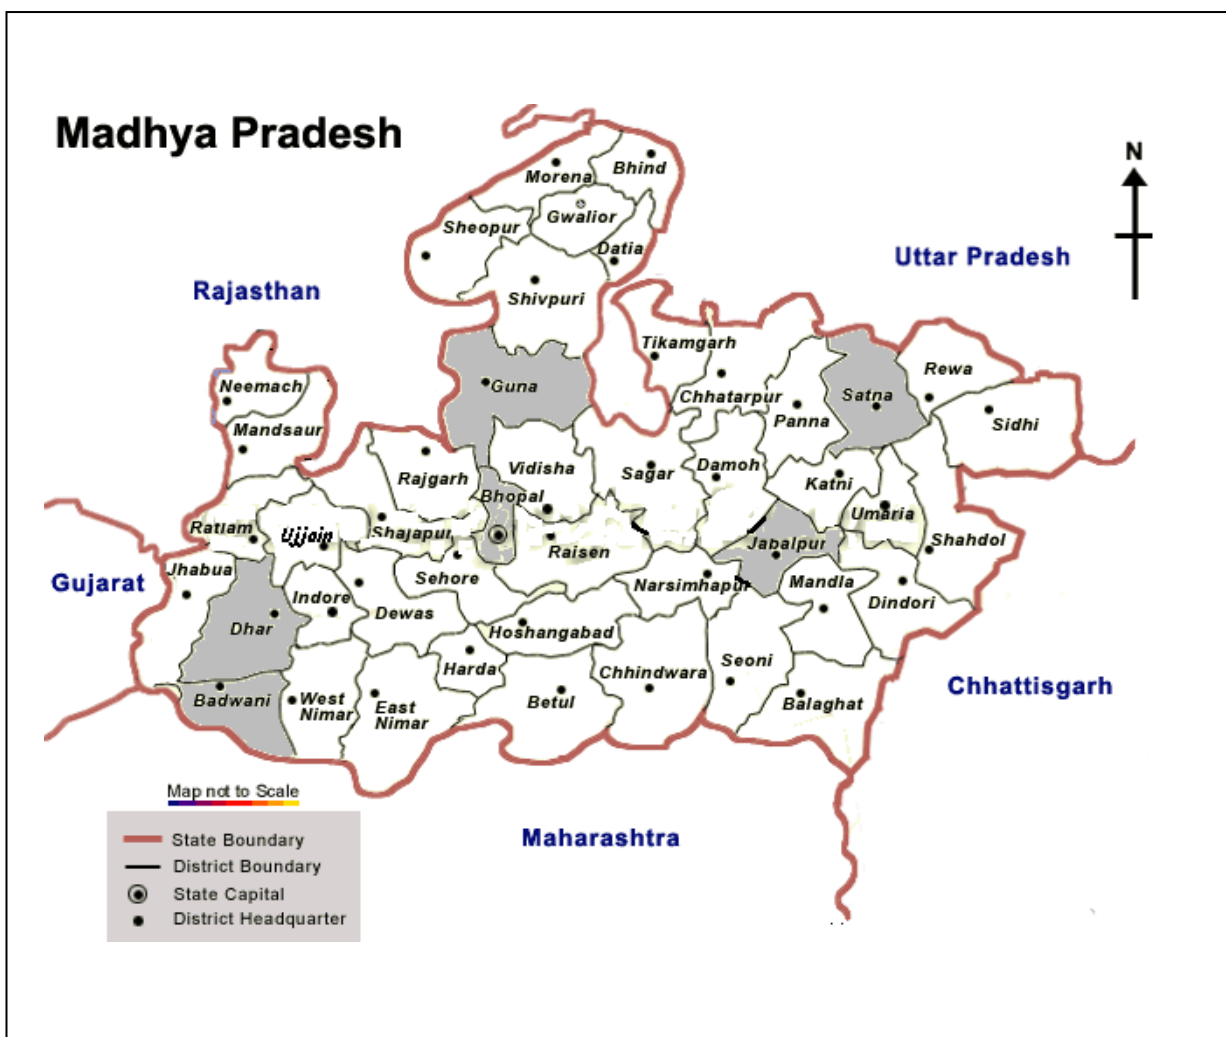 Madhya Pradesh
N
Bhind
Morena
Gwalior
Sheopur
Datia
Uttar Pradesh
Rajasthan
Shivpuri
Tikamgarh
Rewa
Neemach
Guna
Chhatarpur
Satna
Panna
Sidhi
Mandsaur
Rajgarh
Vidisha
Sagar
Damoh
Katni
Bhopal
Umaria
Ratlam
Ujjain
Shajapur
Raisen
Jabalpur
Shahdol
Gujarat
Jhabua
Sehore
Narsimhapur
Mandla
Indore
Dewas
Dindori
Dhar
Hoshangabad
Harda
Chhindwara
Seoni
Chhattisgarh
Badwani
West
Nimar
East
Nimar
Betul
Balaghat
Map not to Scale
Maharashtra
State Boundary
District Boundary
State Capital
District Headquarter